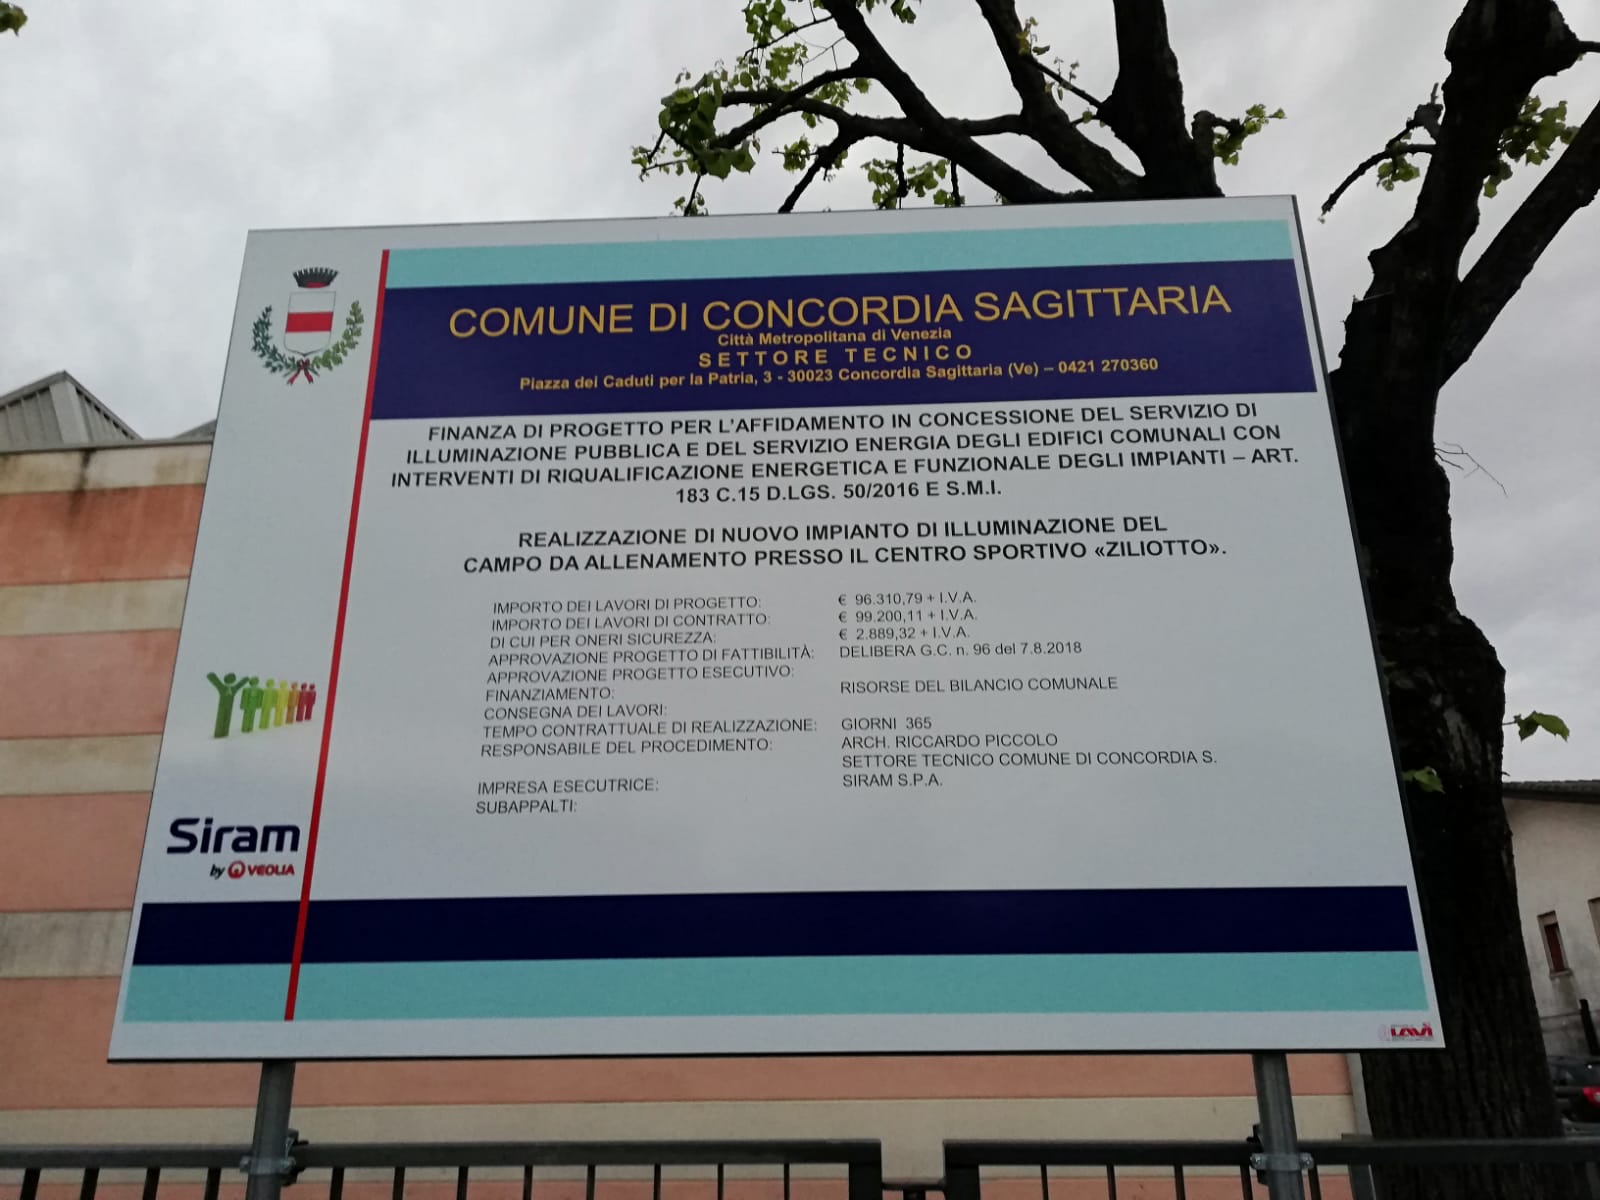 COMUNE DI CONCORDIA SAGITTARIA
Città Metropolitana di Venezia
SETTORE TECNICO
Piazza dei Caduti per la Patria, 3 - 30023 Concordia Sagittaria (Ve) – 0421 270360
FINANZA DI PROGETTO PER L'AFFIDAMENTO IN CONCESSIONE DEL SERVIZIO DI
ILLUMINAZIONE PUBBLICA E DEL SERVIZIO ENERGIA DEGLI EDIFICI COMUNALI CON
INTERVENTI DI RIQUALIFICAZIONE ENERGETICA E FUNZIONALE DEGLI IMPIANTI – ART.
183 C.15 D.LGS. 50/2016 E S.M.I.
REALIZZAZIONE DI NUOVO IMPIANTO DI ILLUMINAZIONE DEL
CAMPO DA ALLENAMENTO PRESSO IL CENTRO SPORTIVO «ZILIOTTO».
IMPORTO DEI LAVORI DI PROGETTO: € 96.310,79 + I.V.A.
IMPORTO DEI LAVORI DI CONTRATTO: € 99.200,11 + I.V.A.
DI CUI PER ONERI SICUREZZA: € 2.889,32 + I.V.A.
APPROVAZIONE PROGETTO DI FATTIBILITÀ: DELIBERA G.C. n. 96 del 7.8.2018
APPROVAZIONE PROGETTO ESECUTIVO:
FINANZIAMENTO: RISORSE DEL BILANCIO COMUNALE
CONSEGNA DEI LAVORI:
TEMPO CONTRATTUALE DI REALIZZAZIONE: GIORNI 365
RESPONSABILE DEL PROCEDIMENTO: ARCH. RICCARDO PICCOLO
SETTORE TECNICO COMUNE DI CONCORDIA S.
IMPRESA ESECUTRICE: SIRAM S.P.A.
SUBAPPALTI:
Siram
by VEOLIA
LAVI